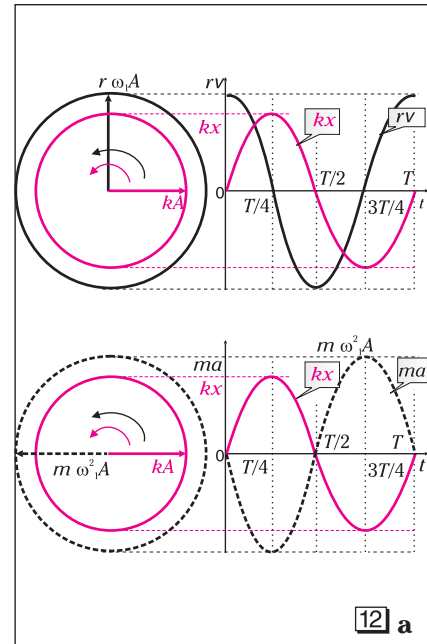 r ω₁A
rv
kx
kx
rv
kA
0
T/4
T/2
3T/4
T
t
m ω²₁A
ma
kx
kx
ma
m ω²₁A
kA
0
T/4
T/2
3T/4
T
t
12 a